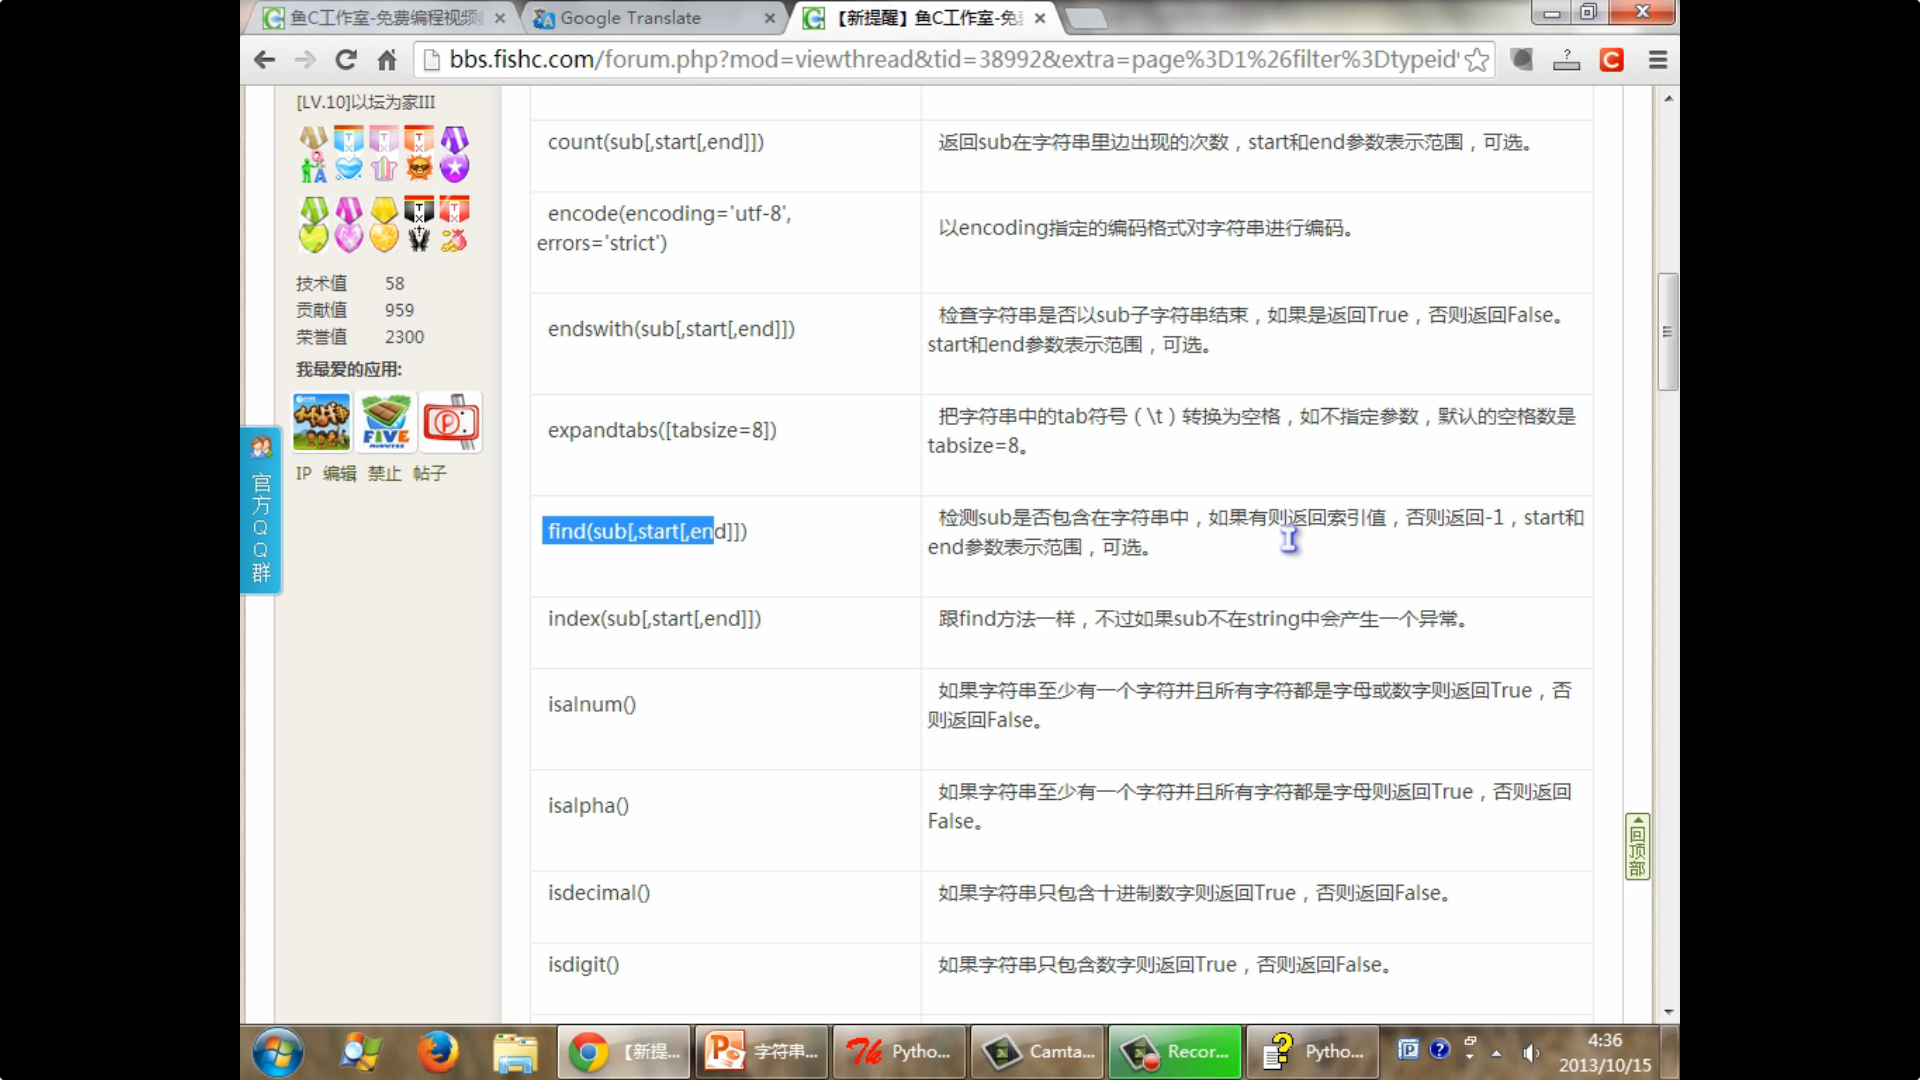 鱼C工作室-免费编程视频
Google Translate
【新提醒】鱼C工作室-免
bbs.fishc.com/forum.php?mod=viewthread&tid=38992&extra=page%3D1%26filter%3Dtypeid
[LV.10]以坛为家III
技术值 58
贡献值 959
荣誉值 2300
我最爱的应用:
FIVE
IP 编辑 禁止 帖子
官方QQ群
count(sub[,start[,end]])
返回sub在字符串里边出现的次数，start和end参数表示范围，可选。
encode(encoding='utf-8',
errors='strict')
以encoding指定的编码格式对字符串进行编码。
endswith(sub[,start[,end]])
检查字符串是否以sub子字符串结束，如果是返回True，否则返回False。
start和end参数表示范围，可选。
expandtabs([tabsize=8])
把字符串中的tab符号（\t）转换为空格，如不指定参数，默认的空格数是
tabsize=8。
find(sub[,start[,end]])
检测sub是否包含在字符串中，如果有则返回索引值，否则返回-1，start和
end参数表示范围，可选。
index(sub[,start[,end]])
跟find方法一样，不过如果sub不在string中会产生一个异常。
isalnum()
如果字符串至少有一个字符并且所有字符都是字母或数字则返回True，否
则返回False。
isalpha()
如果字符串至少有一个字符并且所有字符都是字母则返回True，否则返回
False。
isdecimal()
如果字符串只包含十进制数字则返回True，否则返回False。
isdigit()
如果字符串只包含数字则返回True，否则返回False。
回顶部
【新提...
字符串...
Pytho...
Camta...
Recor...
Pytho...
4:36
2013/10/15